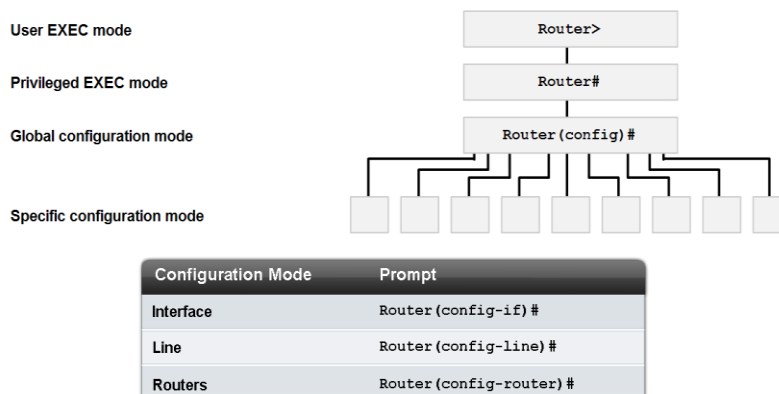 User EXEC mode Router>
Privileged EXEC mode Router#
Global configuration mode Router(config)#
Specific configuration mode
Configuration Mode Prompt
Interface Router(config-if)#
Line Router(config-line)#
Routers Router(config-router)#